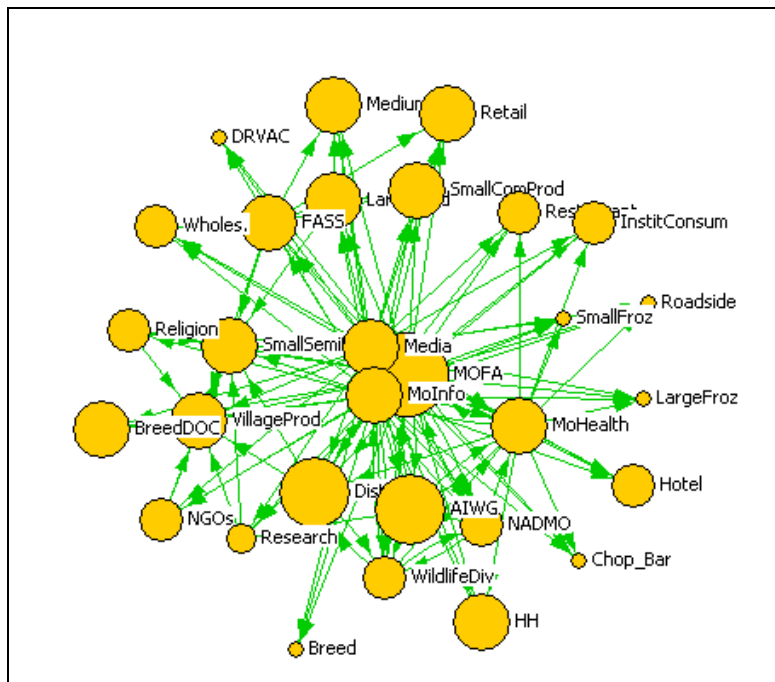 Medium
Retail
DRVAC
SmallComProd
Wholes.
FASS
InstitConsum
Roadside
SmallFroz
Religion
SmallSemi
Media
MOFA
MoInfo
LargeFroz
BreedDOC
VillageProd
MoHealth
Hotel
NGOs
Research
AIWG
NADMO
Chop_Bar
WildlifeDiv
HH
Breed